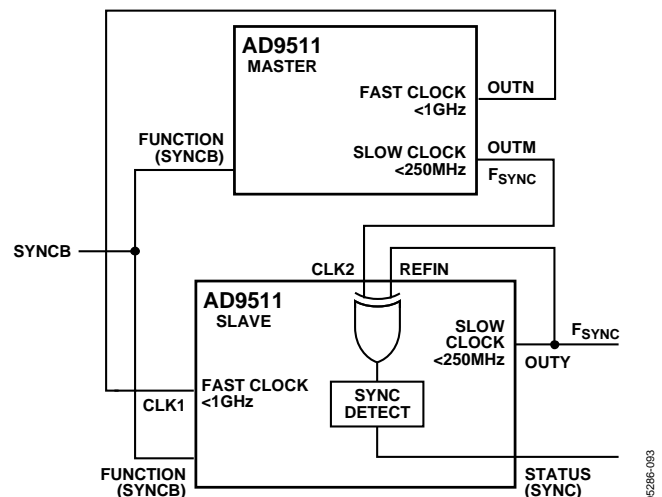 AD9511
MASTER
FAST CLOCK
<1GHz
OUTN
FUNCTION
(SYNCB)
SLOW CLOCK
<250MHz
OUTM
FSYNC
SYNCB
CLK2
REFIN
AD9511
SLAVE
SLOW
CLOCK
<250MHz
FSYNC
OUTY
FAST CLOCK
<1GHz
CLK1
SYNC
DETECT
FUNCTION
(SYNCB)
STATUS
(SYNC)
05286-093